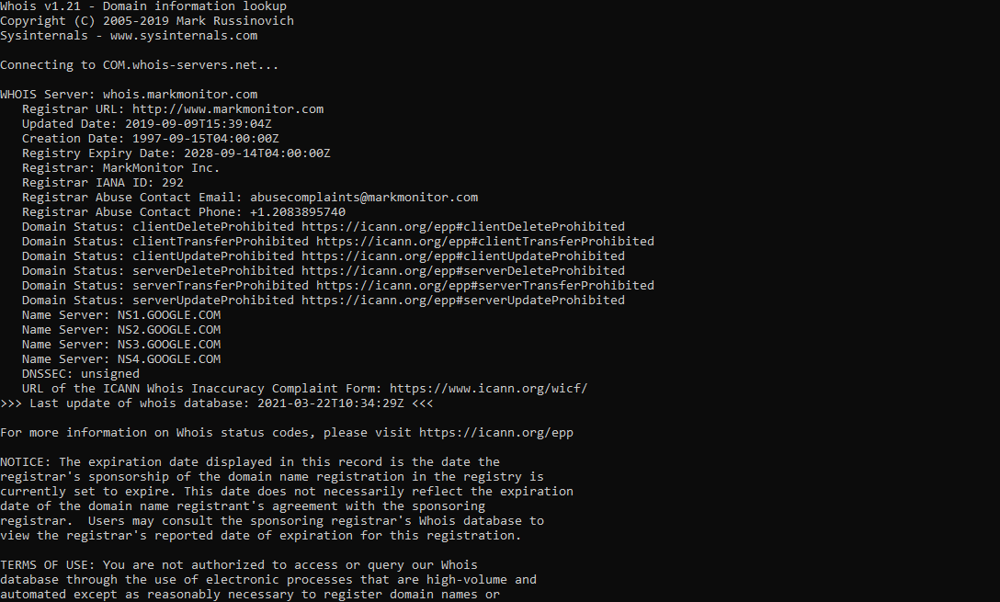 Whois v1.21 - Domain information lookup
Copyright (C) 2005-2019 Mark Russinovich
Sysinternals - www.sysinternals.com

Connecting to COM.whois-servers.net...

WHOIS Server: whois.markmonitor.com
   Registrar URL: http://www.markmonitor.com
   Updated Date: 2019-09-09T15:39:04Z
   Creation Date: 1997-09-15T04:00:00Z
   Registry Expiry Date: 2028-09-14T04:00:00Z
   Registrar: MarkMonitor Inc.
   Registrar IANA ID: 292
   Registrar Abuse Contact Email: abusecomplaints@markmonitor.com
   Registrar Abuse Contact Phone: +1.2083895740
   Domain Status: clientDeleteProhibited https://icann.org/epp#clientDeleteProhibited
   Domain Status: clientTransferProhibited https://icann.org/epp#clientTransferProhibited
   Domain Status: clientUpdateProhibited https://icann.org/epp#clientUpdateProhibited
   Domain Status: serverDeleteProhibited https://icann.org/epp#serverDeleteProhibited
   Domain Status: serverTransferProhibited https://icann.org/epp#serverTransferProhibited
   Domain Status: serverUpdateProhibited https://icann.org/epp#serverUpdateProhibited
   Name Server: NS1.GOOGLE.COM
   Name Server: NS2.GOOGLE.COM
   Name Server: NS3.GOOGLE.COM
   Name Server: NS4.GOOGLE.COM
   DNSSEC: unsigned
   URL of the ICANN Whois Inaccuracy Complaint Form: https://www.icann.org/wicf/
>>> Last update of whois database: 2021-03-22T10:34:29Z <<<

For more information on Whois status codes, please visit https://icann.org/epp

NOTICE: The expiration date displayed in this record is the date the
registrar's sponsorship of the domain name registration in the registry is
currently set to expire. This date does not necessarily reflect the expiration
date of the domain name registrant's agreement with the sponsoring
registrar.  Users may consult the sponsoring registrar's Whois database to
view the registrar's reported date of expiration for this registration.

TERMS OF USE: You are not authorized to access or query our Whois
database through the use of electronic processes that are high-volume and
automated except as reasonably necessary to register domain names or